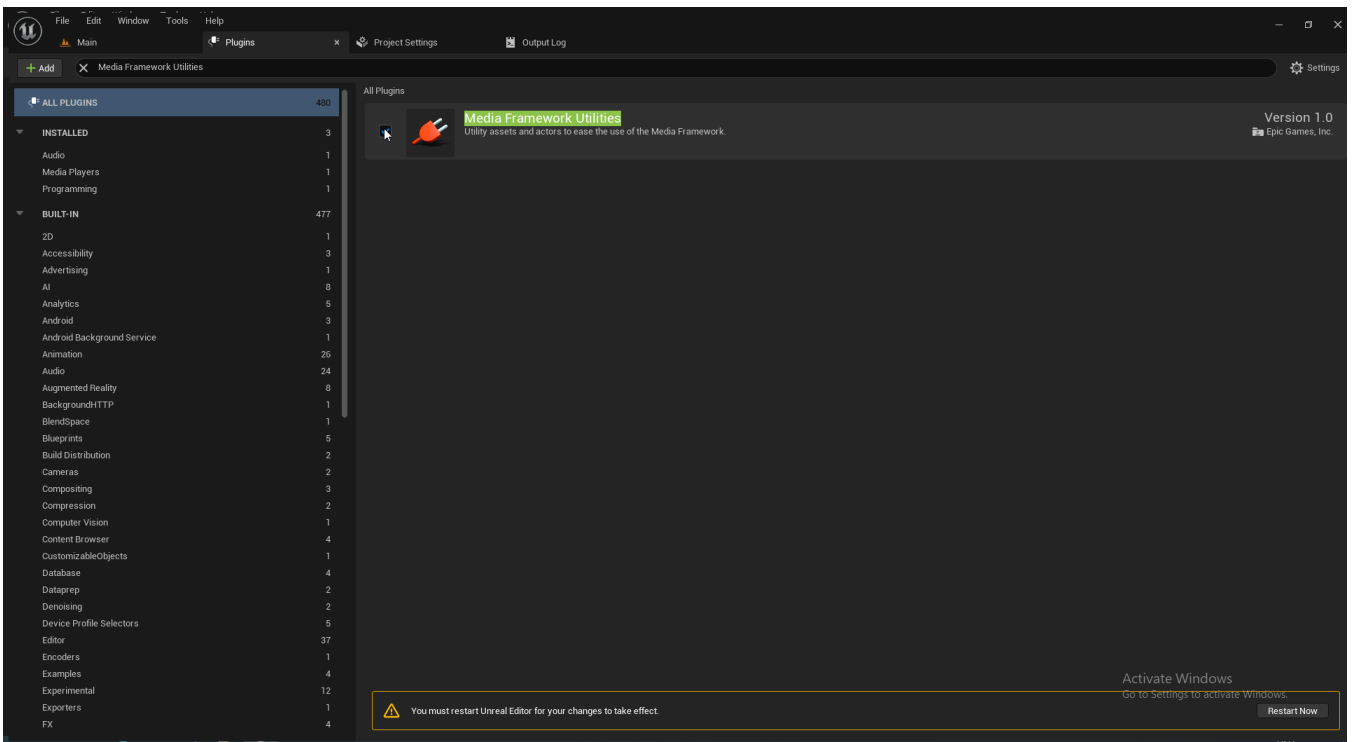 File Edit Window Tools Help
Main Plugins Project Settings Output Log
Add Media Framework Utilities Settings
ALL PLUGINS 480
INSTALLED 3
Audio 1
Media Players 1
Programming 1
BUILT-IN 477
2D 1
Accessibility 3
Advertising 1
AI 8
Analytics 5
Android 3
Android Background Service 1
Animation 26
Audio 24
Augmented Reality 8
BackgroundHTTP 1
BlendSpace 1
Blueprints 5
Build Distribution 2
Cameras 2
Compositing 3
Compression 2
Computer Vision 1
Content Browser 4
CustomizableObjects 1
Database 4
Dataprep 2
Denoising 2
Device Profile Selectors 5
Editor 37
Encoders 1
Examples 4
Experimental 12
Exporters 1
FX 4
All Plugins
Media Framework Utilities Version 1.0
Utility assets and actors to ease the use of the Media Framework. Epic Games, Inc.
Activate Windows
Go to Settings to activate Windows.
You must restart Unreal Editor for your changes to take effect. Restart Now